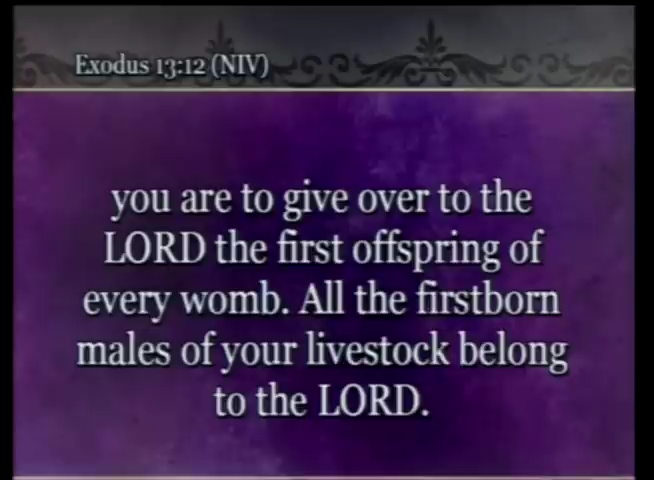 Exodus 13:12 (NIV)
you are to give over to the
LORD the first offspring of
every womb. All the firstborn
males of your livestock belong
to the LORD.